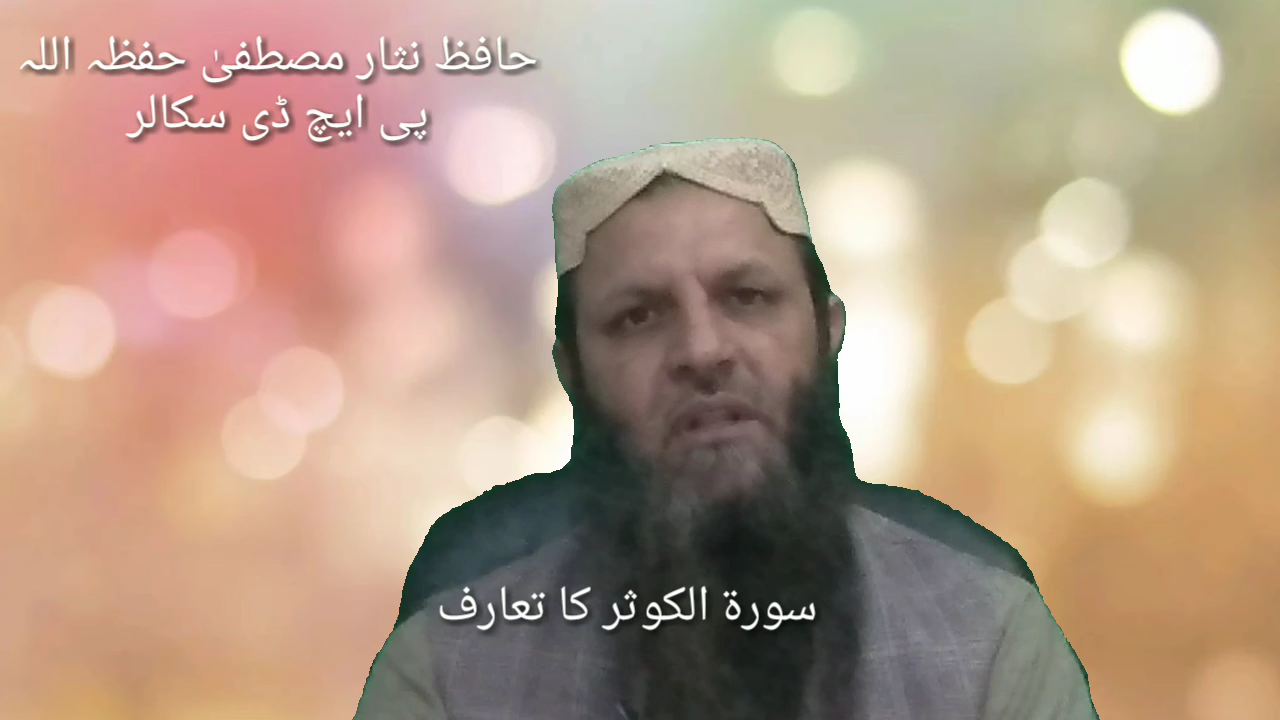 حافظ نثار مصطفیٰ حفظہ اللہ
پی ایچ ڈی سکالر
سورۃ الکوثر کا تعارف